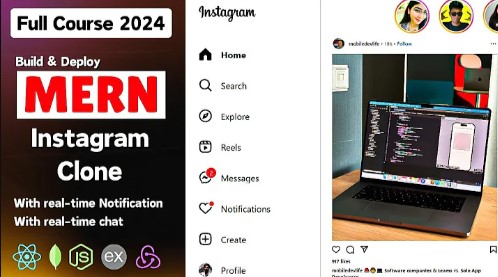 Full Course 2024
Build & Deploy
MERN
Instagram
Clone
With real-time Notification
With real-time chat
JS
ex
Instagram
Home
Search
Explore
Reels
Messages
Notifications
Create
Profile
mobiledevlife • 18h • Follow
917 likes
mobiledevlife Software companies & teams vs. Solo App